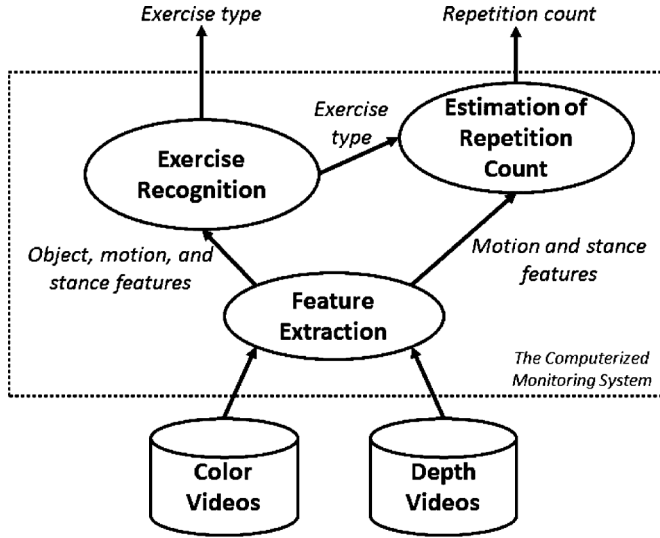 Exercise type
Repetition count
Exercise
type
Estimation of
Repetition
Count
Exercise
Recognition
Object, motion, and
stance features
Motion and stance
features
Feature
Extraction
The Computerized
Monitoring System
Color
Videos
Depth
Videos